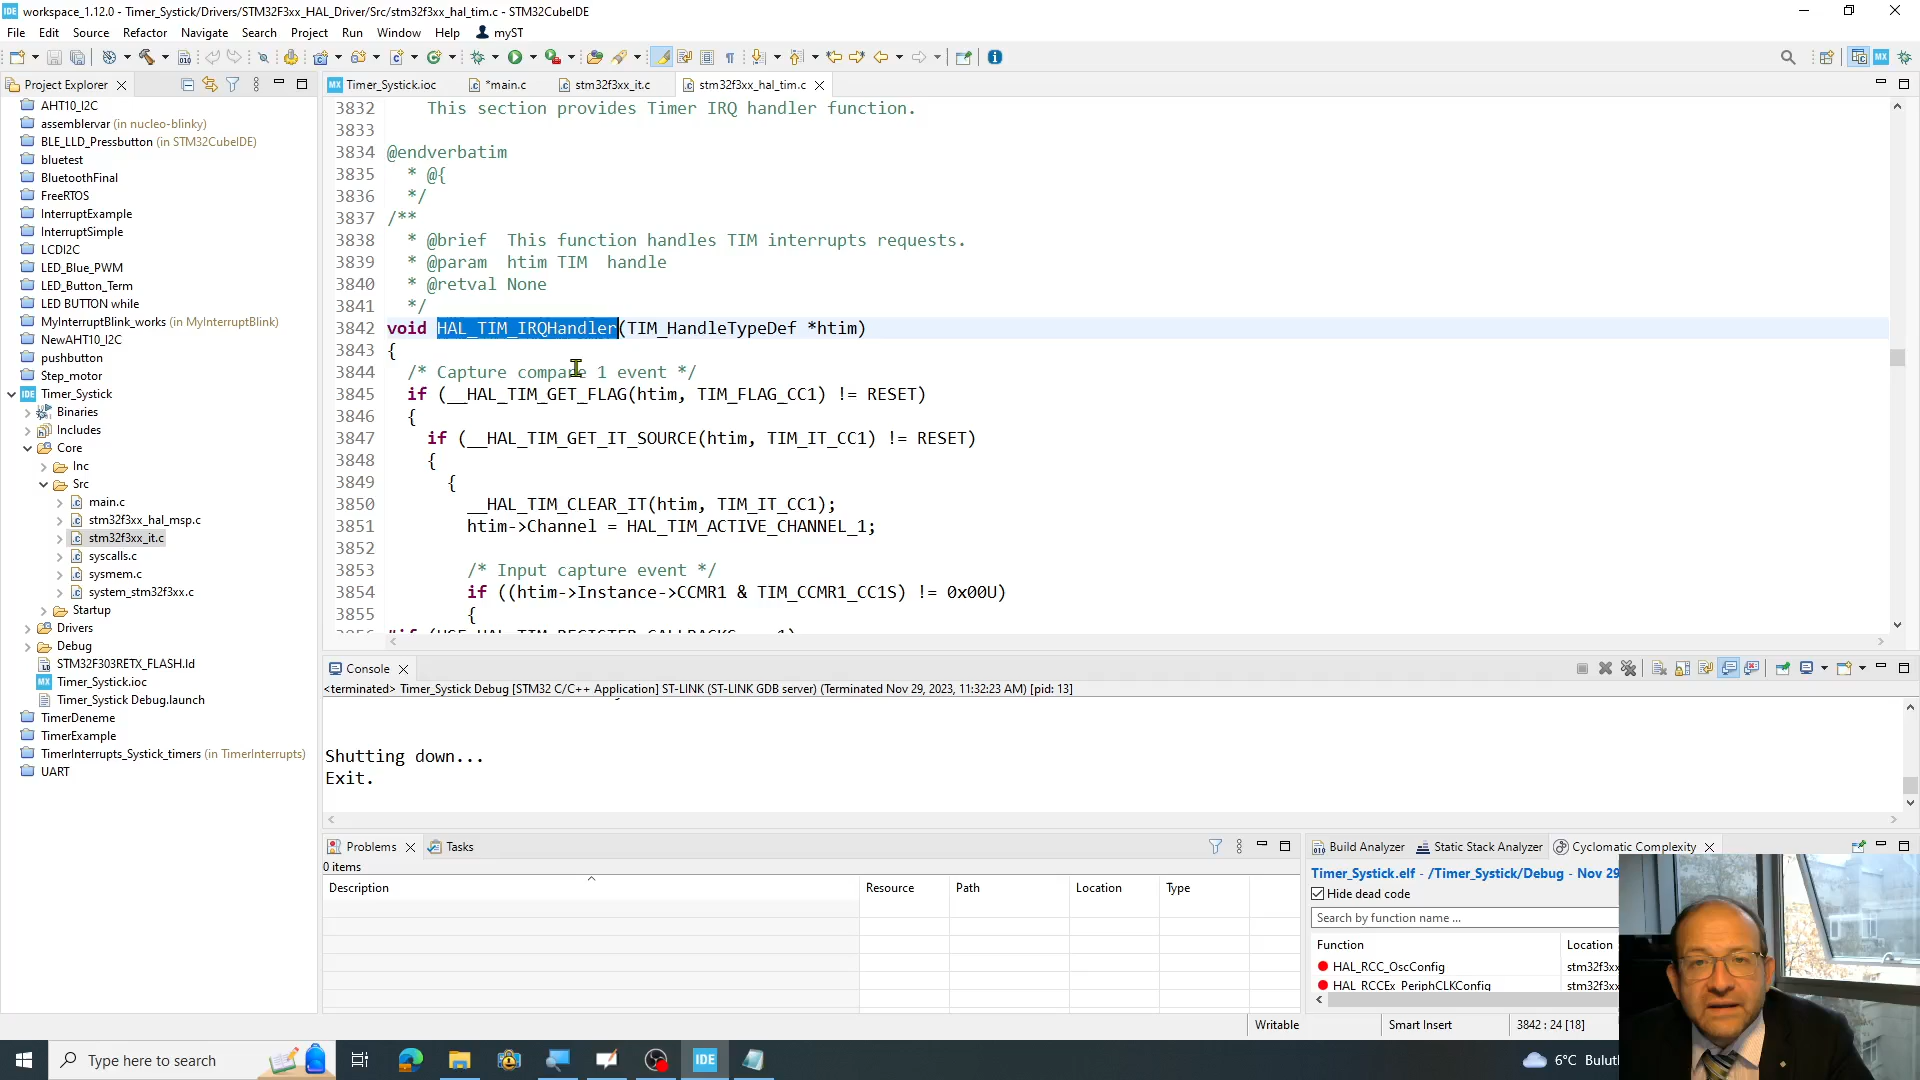 workspace_1.12.0 - Timer_Systick/Drivers/STM32F3xx_HAL_Driver/Src/stm32f3xx_hal_tim.c - STM32CubeIDE
File Edit Source Refactor Navigate Search Project Run Window Help myST
Project Explorer
AHT10_I2C
assemblervar (in nucleo-blinky)
BLE_LLD_Pressbutton (in STM32CubeIDE)
bluetest
BluetoothFinal
FreeRTOS
InterruptExample
InterruptSimple
LCDI2C
LED_Blue_PWM
LED_Button_Term
LED BUTTON while
MyInterruptBlink_works (in MyInterruptBlink)
NewAHT10_I2C
pushbutton
Step_motor
Timer_Systick
Binaries
Includes
Core
Inc
Src
main.c
stm32f3xx_hal_msp.c
stm32f3xx_it.c
syscalls.c
sysmem.c
system_stm32f3xx.c
Startup
Drivers
Debug
STM32F303RETX_FLASH.ld
Timer_Systick.ioc
Timer_Systick Debug.launch
TimerDeneme
TimerExample
TimerInterrupts_Systick_timers (in TimerInterrupts)
UART
Timer_Systick.ioc *main.c stm32f3xx_it.c stm32f3xx_hal_tim.c
3832 This section provides Timer IRQ handler function.
3833
3834 @endverbatim
3835 * @{
3836 */
3837 /**
3838 * @brief This function handles TIM interrupts requests.
3839 * @param htim TIM handle
3840 * @retval None
3841 */
3842 void HAL_TIM_IRQHandler(TIM_HandleTypeDef *htim)
3843 {
3844 /* Capture compare 1 event */
3845 if (__HAL_TIM_GET_FLAG(htim, TIM_FLAG_CC1) != RESET)
3846 {
3847 if (__HAL_TIM_GET_IT_SOURCE(htim, TIM_IT_CC1) != RESET)
3848 {
3849 {
3850 __HAL_TIM_CLEAR_IT(htim, TIM_IT_CC1);
3851 htim->Channel = HAL_TIM_ACTIVE_CHANNEL_1;
3852
3853 /* Input capture event */
3854 if ((htim->Instance->CCMR1 & TIM_CCMR1_CC1S) != 0x00U)
3855 {
Console
<terminated> Timer_Systick Debug [STM32 C/C++ Application] ST-LINK (ST-LINK GDB server) (Terminated Nov 29, 2023, 11:32:23 AM) [pid: 13]
Shutting down...
Exit.
Problems Tasks
0 items
Description Resource Path Location Type
Build Analyzer Static Stack Analyzer Cyclomatic Complexity
Timer_Systick.elf - /Timer_Systick/Debug - Nov 29
Hide dead code
Search by function name ...
Function Location
HAL_RCC_OscConfig stm32f3xx
HAL_RCCEx_PeriphCLKConfig stm32f3xx
Writable Smart Insert 3842 : 24 [18]
Type here to search
IDE
6°C